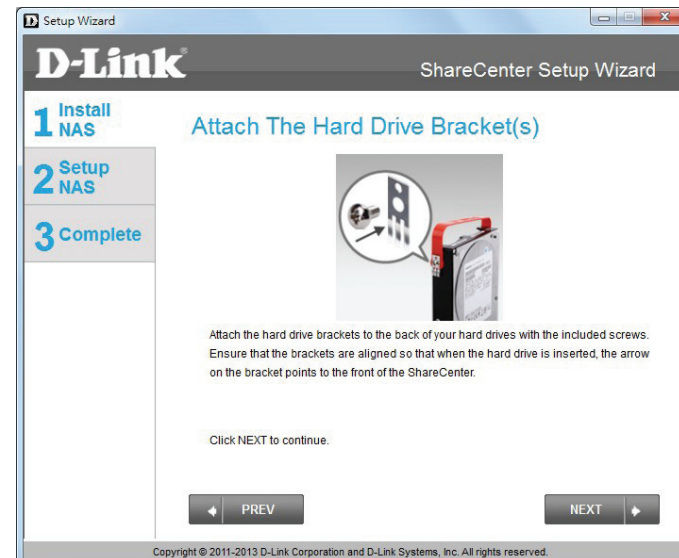 Setup Wizard
D-Link
ShareCenter Setup Wizard
1 Install
NAS
2 Setup
NAS
3 Complete
Attach The Hard Drive Bracket(s)
Attach the hard drive brackets to the back of your hard drives with the included screws.
Ensure that the brackets are aligned so that when the hard drive is inserted, the arrow
on the bracket points to the front of the ShareCenter.
Click NEXT to continue.
PREV
NEXT
Copyright © 2011-2013 D-Link Corporation and D-Link Systems, Inc. All rights reserved.